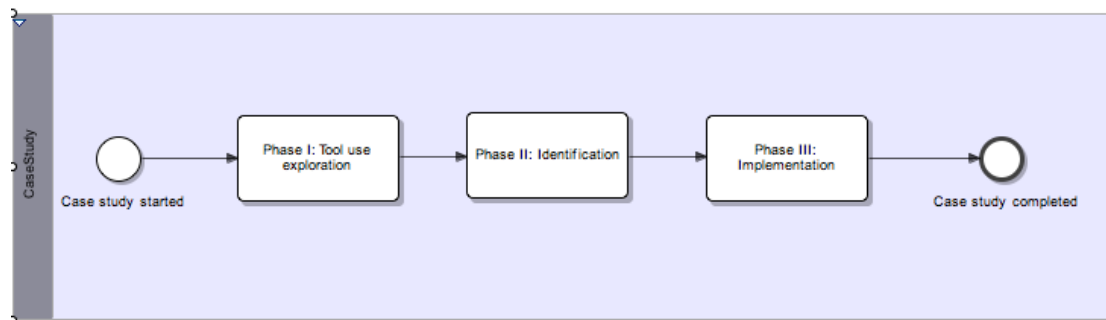 CaseStudy
Case study started
Phase I: Tool use
exploration
Phase II: Identification
Phase III:
Implementation
Case study completed